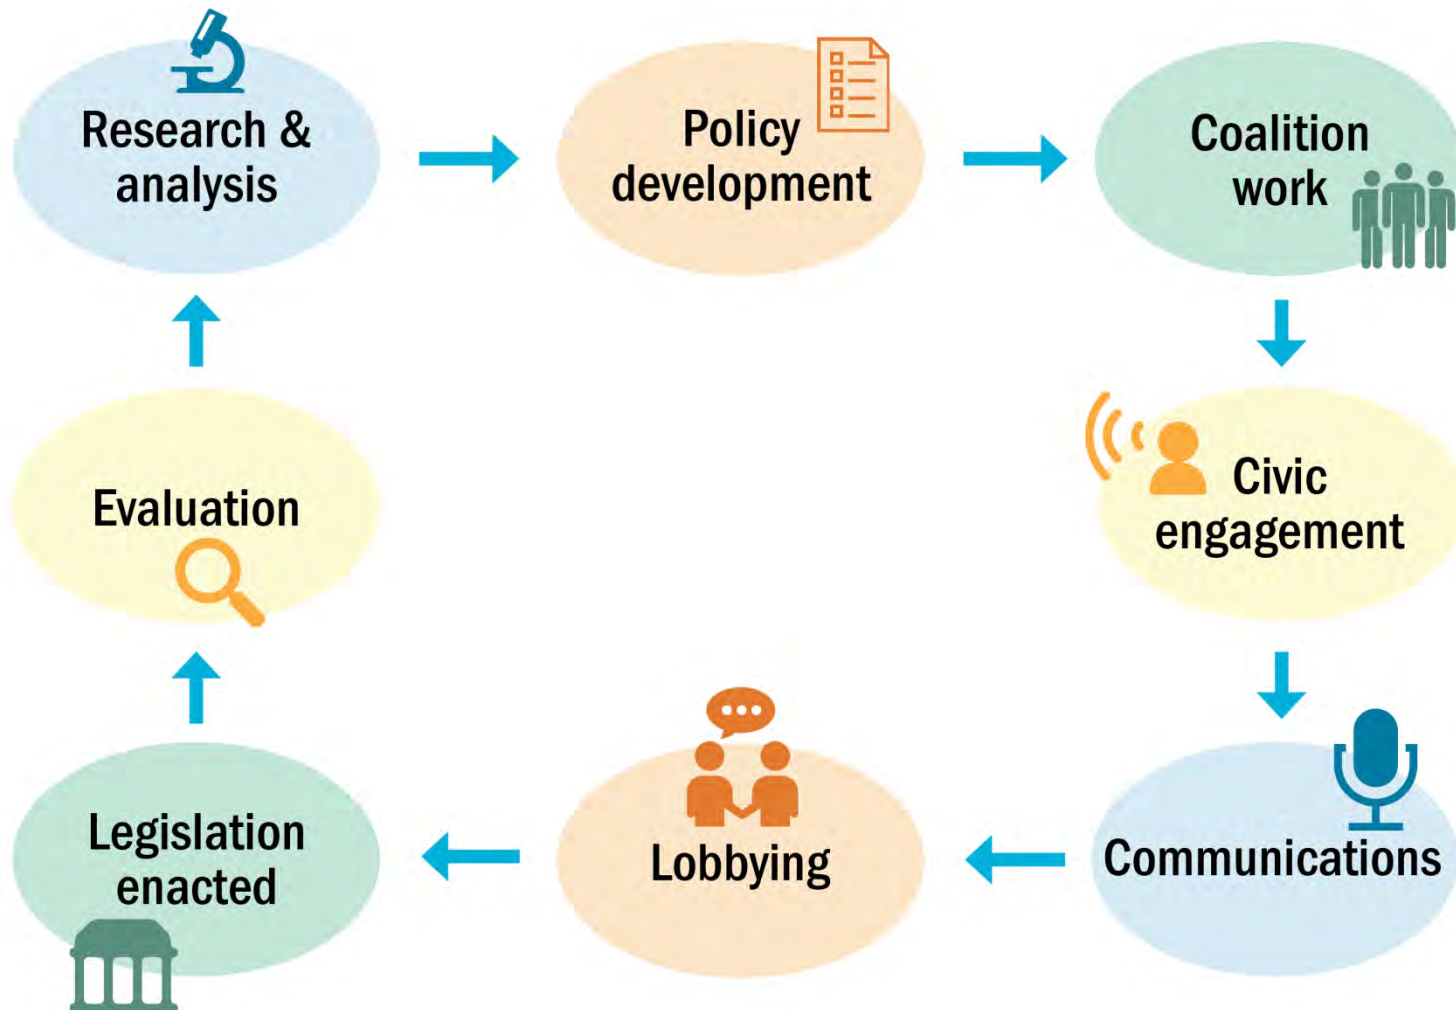 Research &
analysis
Policy
development
Coalition
work
Civic
engagement
Communications
Lobbying
Legislation
enacted
Evaluation